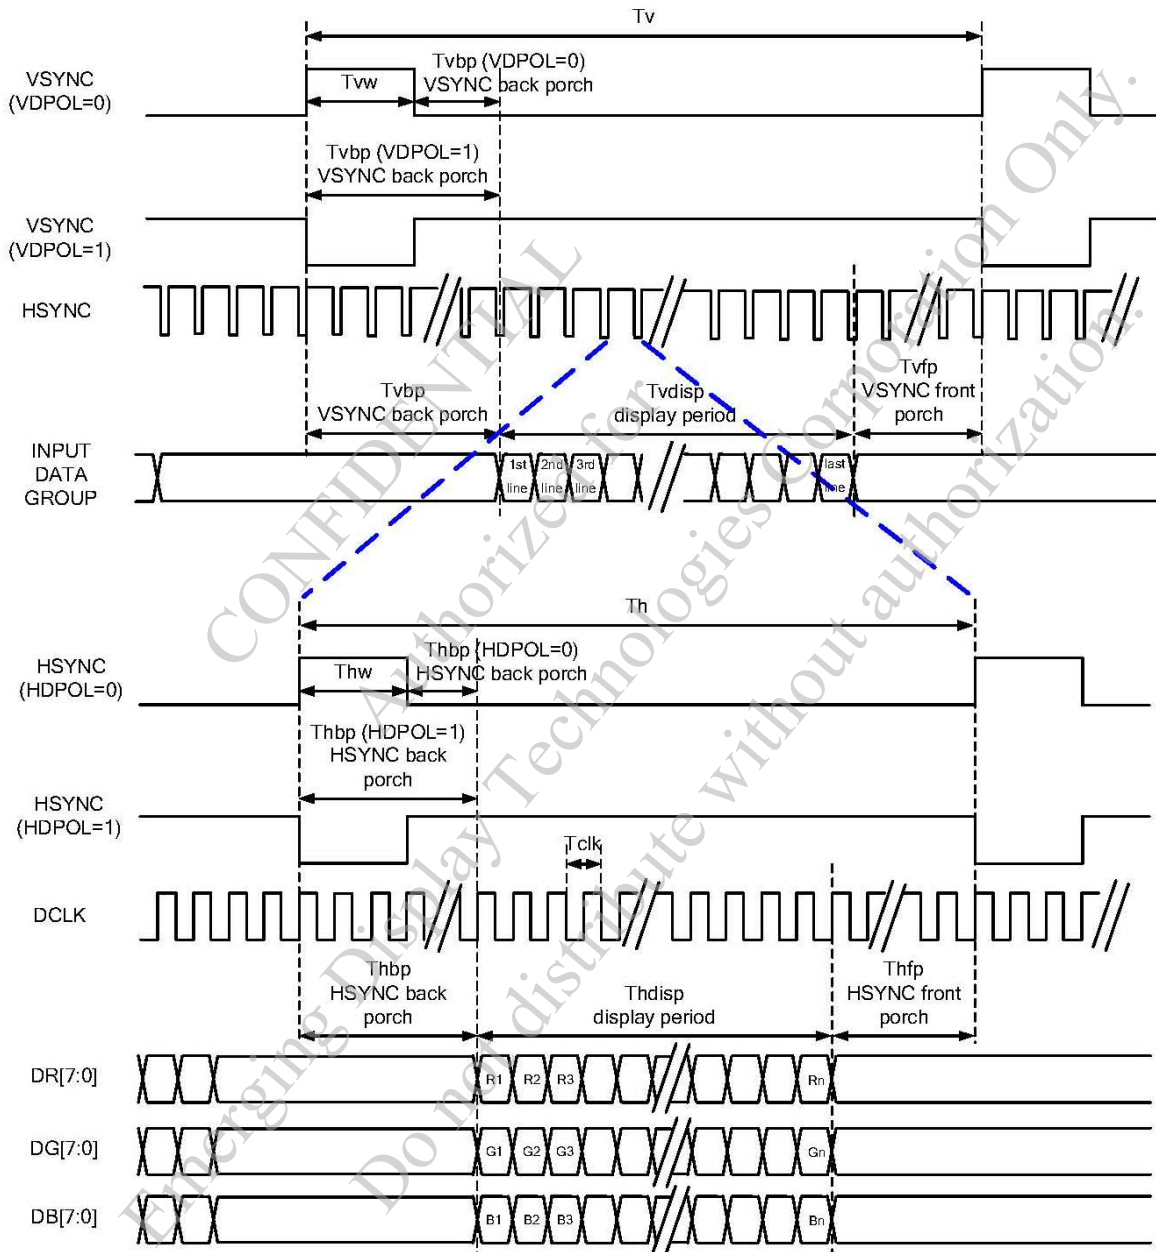 Tv
VSYNC
(VDPOL=0)
Tvw
Tvbp (VDPOL=0)
VSYNC back porch
Tvbp (VDPOL=1)
VSYNC back porch
VSYNC
(VDPOL=1)
HSYNC
Tvbp
VSYNC back porch
Tvdisp
display period
Tvfp
VSYNC front
porch
INPUT
DATA
GROUP
1st
line
2nd
line
3rd
line
last
line
Th
HSYNC
(HDPOL=0)
Thw
Thbp (HDPOL=0)
HSYNC back porch
Thbp (HDPOL=1)
HSYNC back
porch
HSYNC
(HDPOL=1)
Tclk
DCLK
Thbp
HSYNC back
porch
Thdisp
display period
Thfp
HSYNC front
porch
DR[7:0]
R1 R2 R3 Rn
DG[7:0]
G1 G2 G3 Gn
DB[7:0]
B1 B2 B3 Bn
CONFIDENTIAL
Authorized for
Emerging Display Technologies Corporation Only.
Do not distribute without authorization.